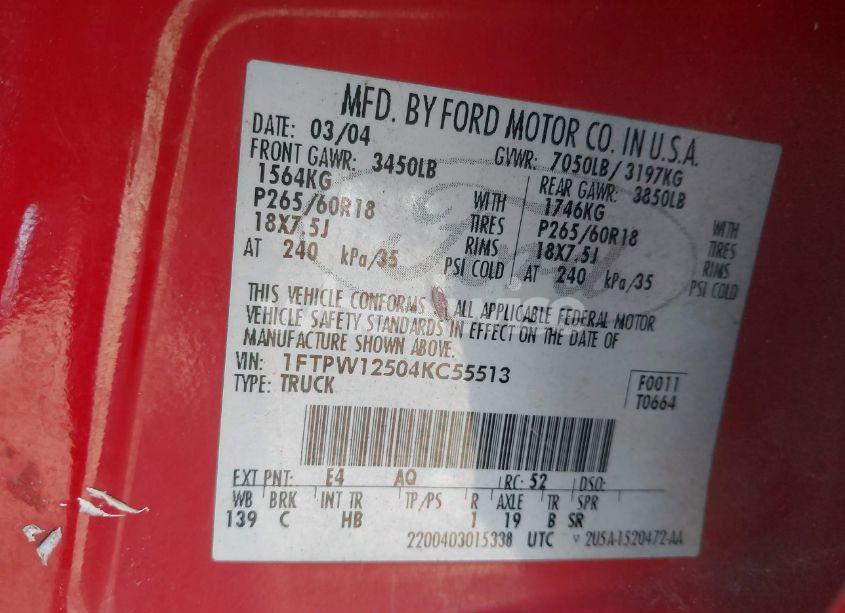 MFD. BY FORD MOTOR CO. IN U.S.A.
DATE: 03/04 GVWR: 7050LB/3197KG
FRONT GAWR: 3450LB REAR GAWR: 3850LB
1564KG WITH 1746KG WITH
P265/60R18 TIRES P265/60R18 TIRES
18X7.5J RIMS 18X7.5J RIMS
AT 240 kPa/35 PSI COLD AT 240 kPa/35 PSI COLD
Ford
THIS VEHICLE CONFORMS ALL APPLICABLE FEDERAL MOTOR
VEHICLE SAFETY STANDARDS IN EFFECT ON THE DATE OF
MANUFACTURE SHOWN ABOVE.
VIN: 1FTPW12504KC55513
TYPE: TRUCK
F0011
T0664
EXT PNT: E4 AQ RC: 52 DSO:
WB BRK INT TR TP/PS R AXLE TR SPR
139 C HB 1 19 B SR
2200403015338 UTC 2U5A-1520472-AA